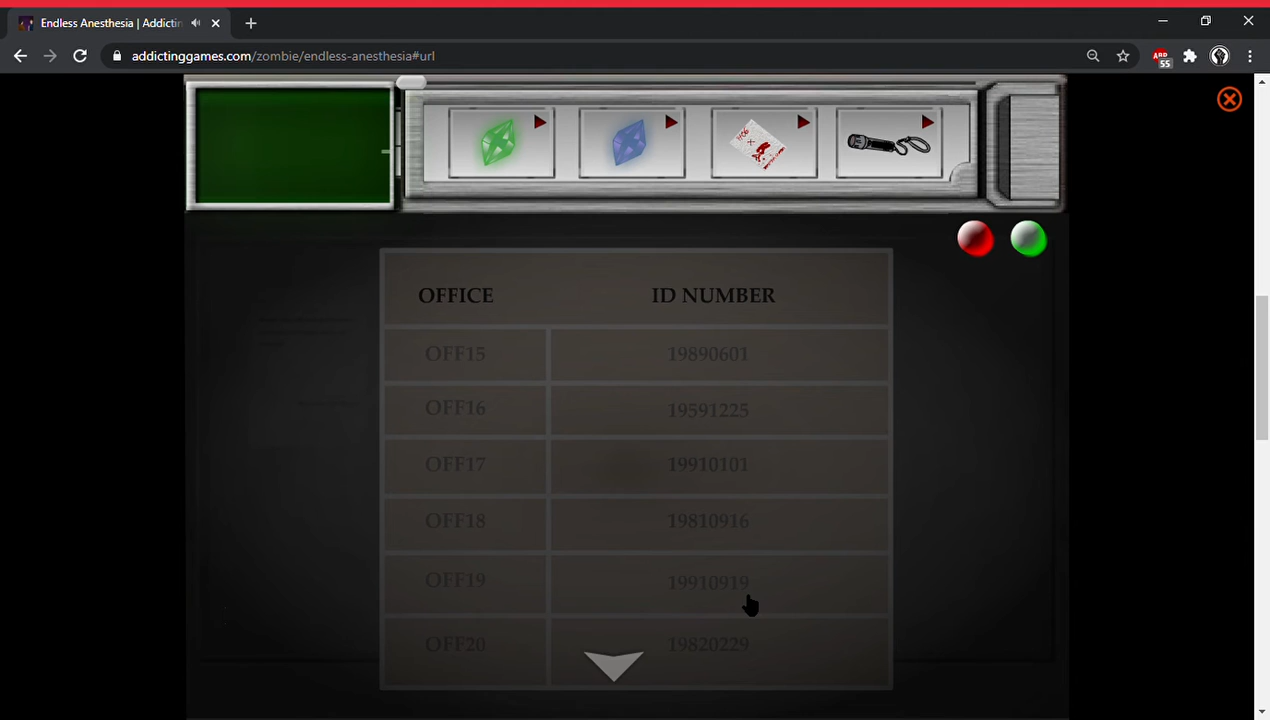 Endless Anesthesia | Addictin
addictinggames.com/zombie/endless-anesthesia#url
55
OFFICE ID NUMBER
OFF15 19890601
OFF16 19591225
OFF17 19910101
OFF18 19810916
OFF19 19910919
OFF20 19820229